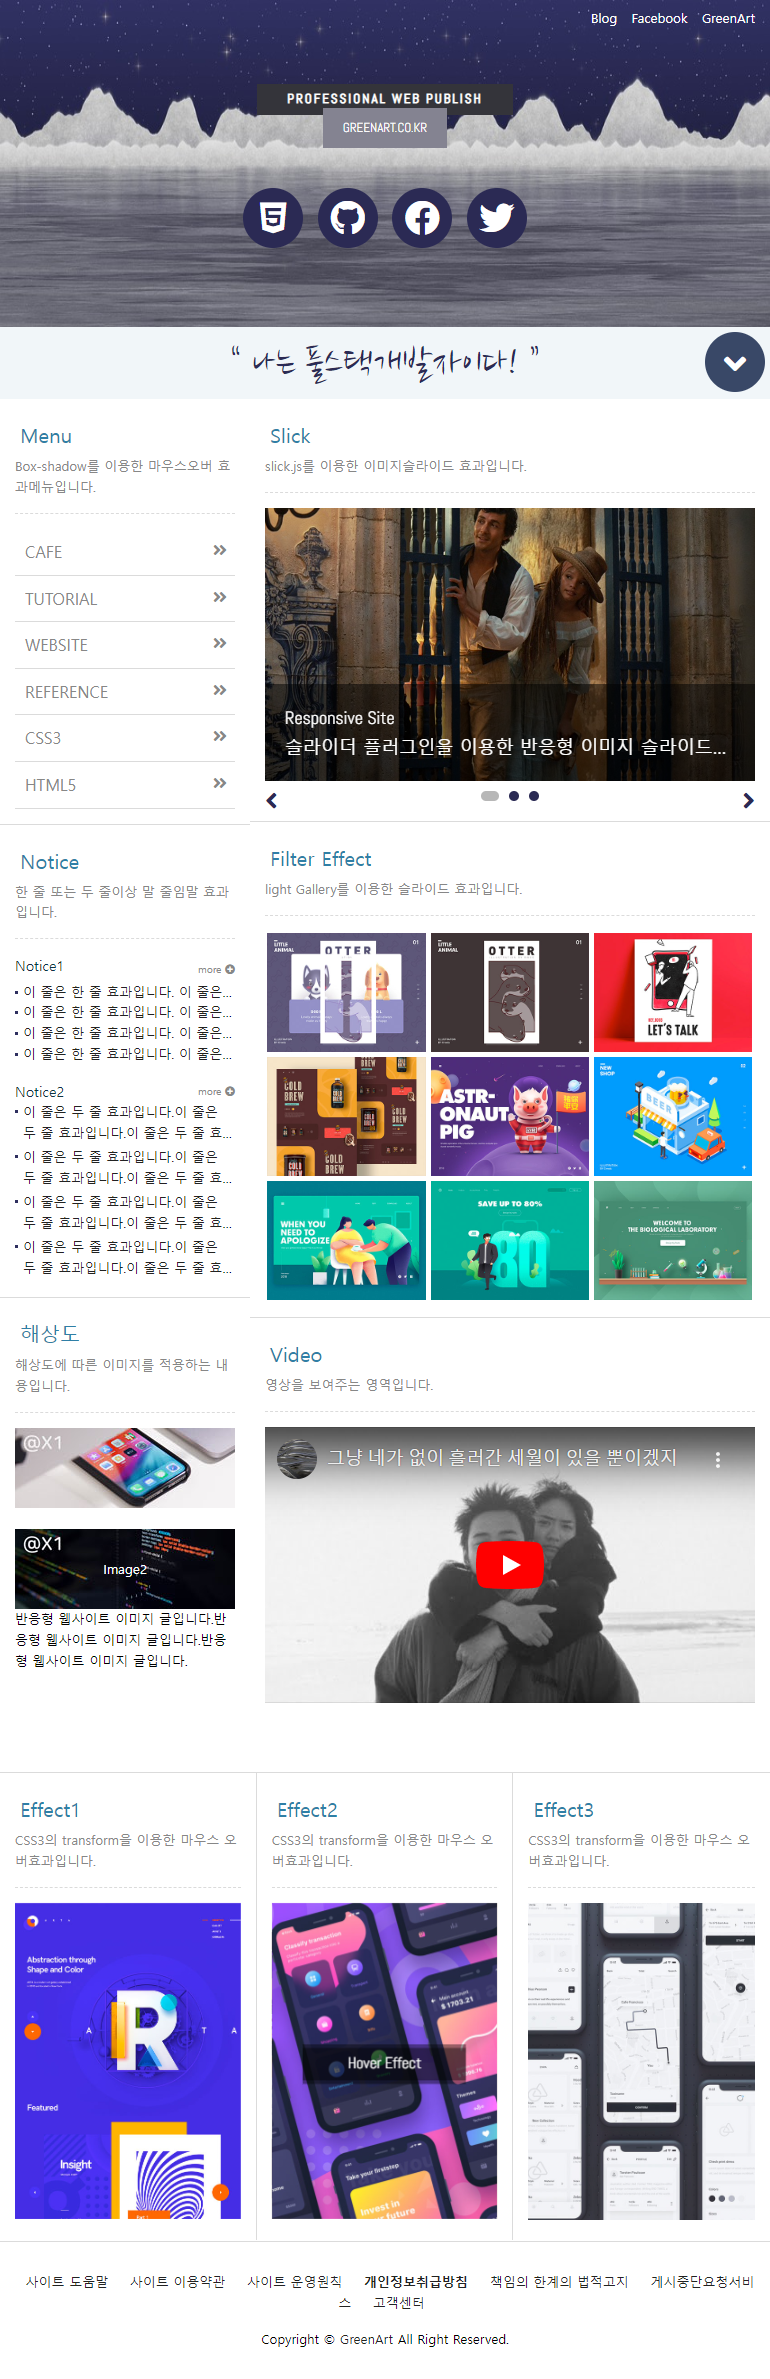 Blog Facebook GreenArt
PROFESSIONAL WEB PUBLISH
GREENART.CO.KR
“ 나는 풀스택개발자이다! ”
Menu
Box-shadow를 이용한 마우스오버 효
과메뉴입니다.
CAFE
TUTORIAL
WEBSITE
REFERENCE
CSS3
HTML5
Notice
한 줄 또는 두 줄이상 말 줄임말 효과
입니다.
Notice1 more
이 줄은 한 줄 효과입니다. 이 줄은...
이 줄은 한 줄 효과입니다. 이 줄은...
이 줄은 한 줄 효과입니다. 이 줄은...
이 줄은 한 줄 효과입니다. 이 줄은...
Notice2 more
이 줄은 두 줄 효과입니다.이 줄은
두 줄 효과입니다.이 줄은 두 줄 효...
이 줄은 두 줄 효과입니다.이 줄은
두 줄 효과입니다.이 줄은 두 줄 효...
이 줄은 두 줄 효과입니다.이 줄은
두 줄 효과입니다.이 줄은 두 줄 효...
이 줄은 두 줄 효과입니다.이 줄은
두 줄 효과입니다.이 줄은 두 줄 효...
해상도
해상도에 따른 이미지를 적용하는 내
용입니다.
@X1
@X1
Image2
반응형 웹사이트 이미지 글입니다.반
응형 웹사이트 이미지 글입니다.반응
형 웹사이트 이미지 글입니다.
Slick
slick.js를 이용한 이미지슬라이드 효과입니다.
Responsive Site
슬라이더 플러그인을 이용한 반응형 이미지 슬라이드...
Filter Effect
light Gallery를 이용한 슬라이드 효과입니다.
LITTLE
ANIMAL
OTTER
01
LITTLE
ANIMAL
OTTER
01
LET'S TALK
COLD
BREW
COLD
BREW
COLD
BREW
ASTR-
ONAUT
PIG
NEW
SHOP
BEER
WHEN YOU
NEED TO
APOLOGIZE
SAVE UP TO 80%
80
WELCOME TO
THE BIOLOGICAL LABORATORY
Video
영상을 보여주는 영역입니다.
그냥 네가 없이 흘러간 세월이 있을 뿐이겠지
Effect1
CSS3의 transform을 이용한 마우스 오
버효과입니다.
Abstraction through
Shape and Color
R
A T A
Featured
Insight
Effect2
CSS3의 transform을 이용한 마우스 오
버효과입니다.
Classify transaction
Main account
$ 1703.21
Hover Effect
Themes
Take your firststep
Invest in
your future
Effect3
CSS3의 transform을 이용한 마우스 오
버효과입니다.
START
사이트 도움말 사이트 이용약관 사이트 운영원칙 개인정보취급방침 책임의 한계의 법적고지 게시중단요청서비
스 고객센터
Copyright © GreenArt All Right Reserved.